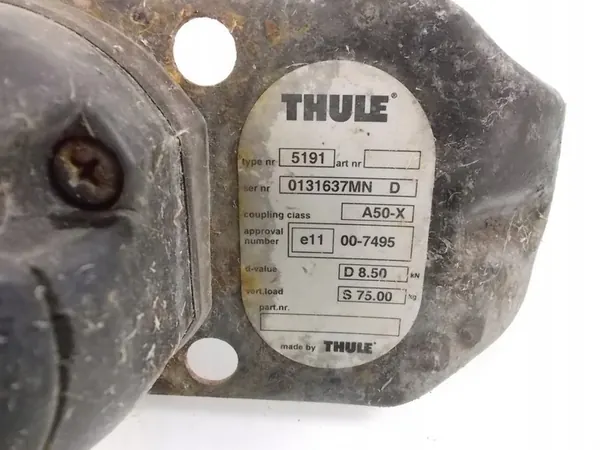 THULE®
type nr 5191 art nr
ser nr 0131637MN D
coupling class A50-X
approval number e11 00-7495
d-value D 8.50 kN
vert.load S 75.00 Kg
part.nr.
made by THULE®